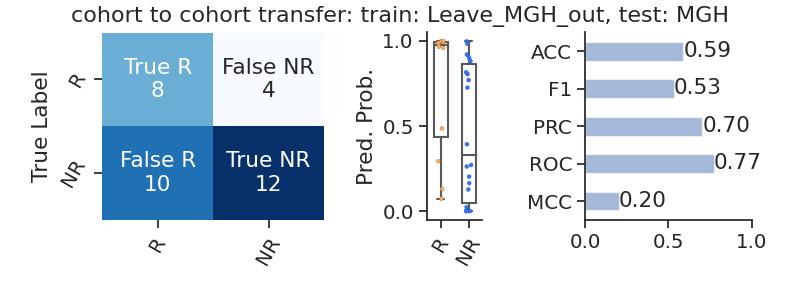 cohort to cohort transfer: train: Leave_MGH_out, test: MGH
True Label
R
NR
True R
8
False NR
4
False R
10
True NR
12
R
NR
Pred. Prob.
1.0
0.5
0.0
R
NR
ACC
0.59
F1
0.53
PRC
0.70
ROC
0.77
MCC
0.20
0.0
0.5
1.0